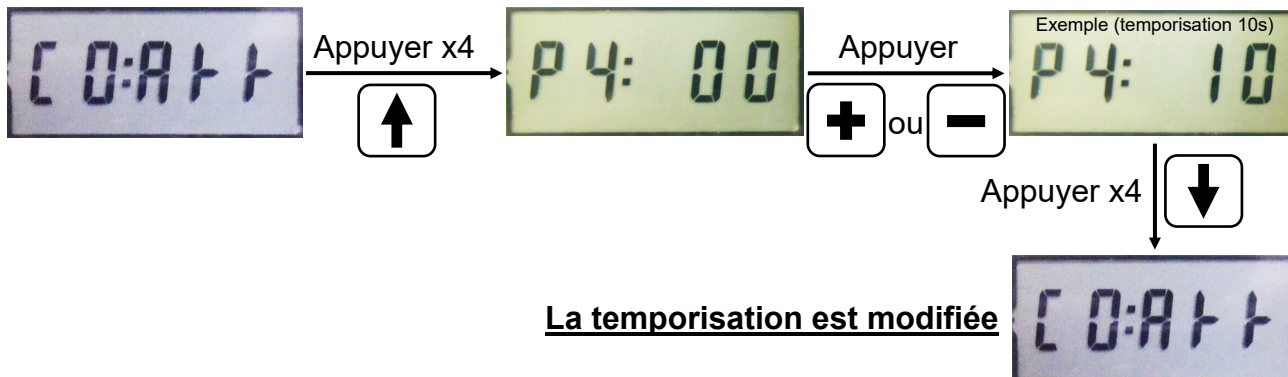 C0:Att
Appuyer x4
P4: 00
Appuyer
ou
Exemple (temporisation 10s)
P4: 10
Appuyer x4
La temporisation est modifiée
C0:Att